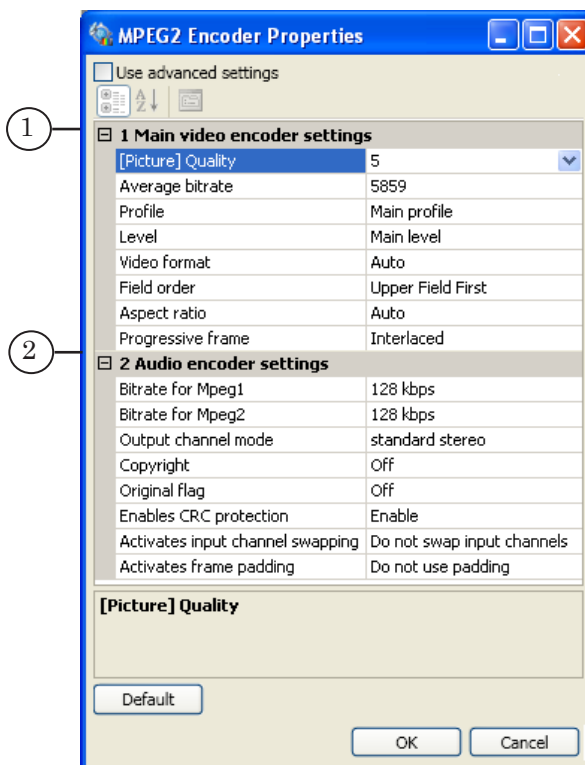 MPEG2 Encoder Properties
Use advanced settings
1
1 Main video encoder settings
[Picture] Quality 5
Average bitrate 5859
Profile Main profile
Level Main level
Video format Auto
Field order Upper Field First
Aspect ratio Auto
Progressive frame Interlaced
2
2 Audio encoder settings
Bitrate for Mpeg1 128 kbps
Bitrate for Mpeg2 128 kbps
Output channel mode standard stereo
Copyright Off
Original flag Off
Enables CRC protection Enable
Activates input channel swapping Do not swap input channels
Activates frame padding Do not use padding
[Picture] Quality
Default
OK Cancel